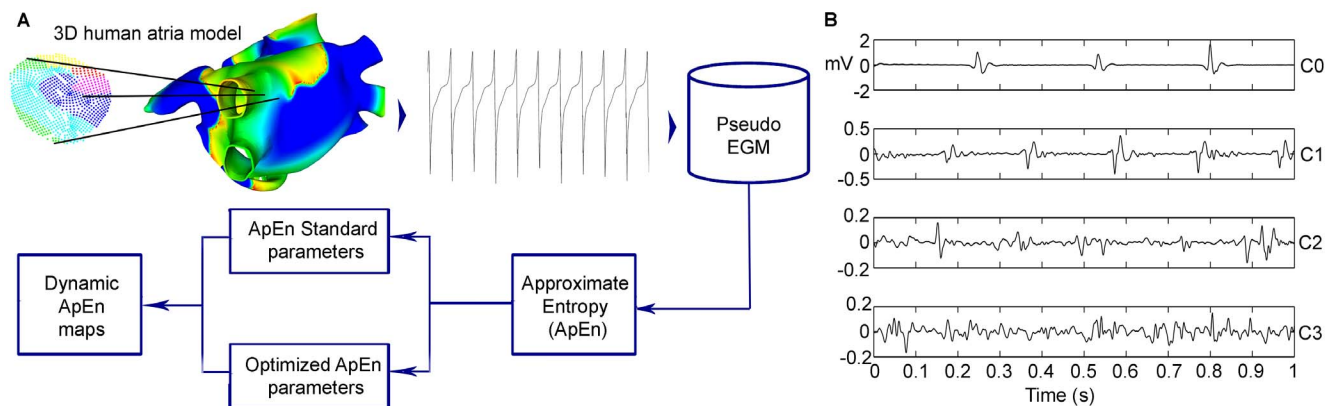 A
3D human atria model
Pseudo
EGM
ApEn Standard
parameters
Dynamic
ApEn
maps
Approximate
Entropy
(ApEn)
Optimized ApEn
parameters
B
2
mV 0
-2
C0
0.5
0
-0.5
C1
0.2
0
-0.2
C2
0.2
0
-0.2
C3
0 0.1 0.2 0.3 0.4 0.5 0.6 0.7 0.8 0.9 1
Time (s)